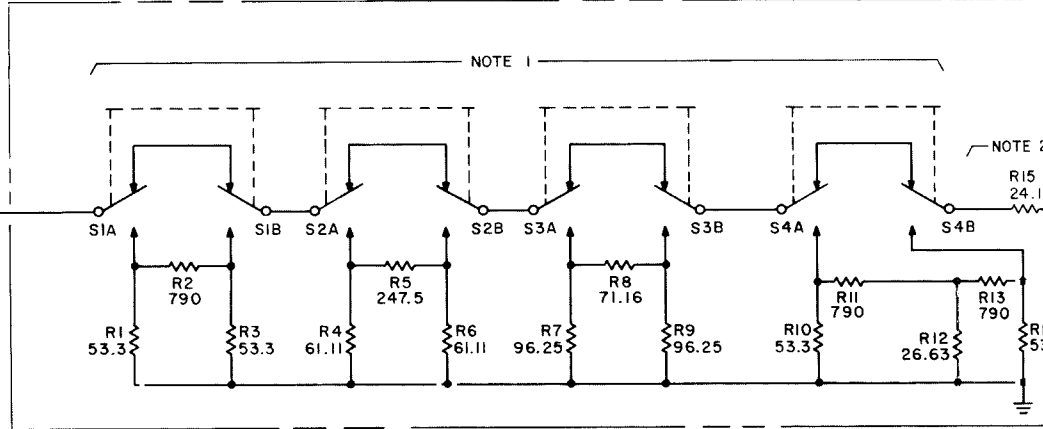 NOTE 1
NOTE 2
R15
24.1
S1A
S1B
S2A
S2B
S3A
S3B
S4A
S4B
R2
790
R5
247.5
R8
71.16
R11
790
R13
790
R1
53.3
R3
53.3
R4
61.11
R6
61.11
R7
96.25
R9
96.25
R10
53.3
R12
26.63